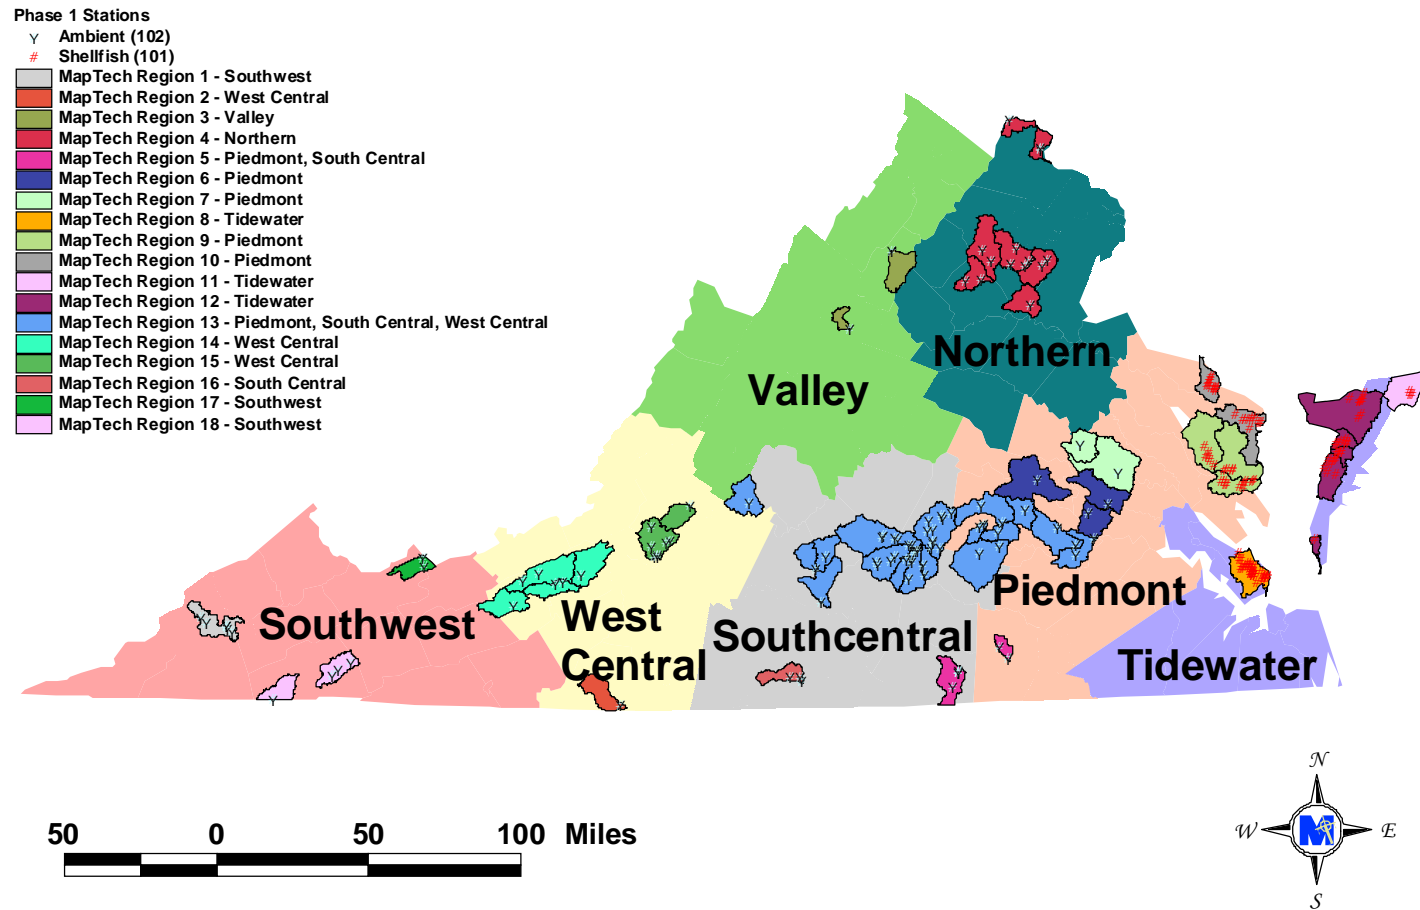 Phase 1 Stations
Y Ambient (102)
# Shellfish (101)
MapTech Region 1 - Southwest
MapTech Region 2 - West Central
MapTech Region 3 - Valley
MapTech Region 4 - Northern
MapTech Region 5 - Piedmont, South Central
MapTech Region 6 - Piedmont
MapTech Region 7 - Piedmont
MapTech Region 8 - Tidewater
MapTech Region 9 - Piedmont
MapTech Region 10 - Piedmont
MapTech Region 11 - Tidewater
MapTech Region 12 - Tidewater
MapTech Region 13 - Piedmont, South Central, West Central
MapTech Region 14 - West Central
MapTech Region 15 - West Central
MapTech Region 16 - South Central
MapTech Region 17 - Southwest
MapTech Region 18 - Southwest
Northern
Valley
Piedmont
Southwest
West
Central
Southcentral
Tidewater
50 0 50 100 Miles
N
W M E
S